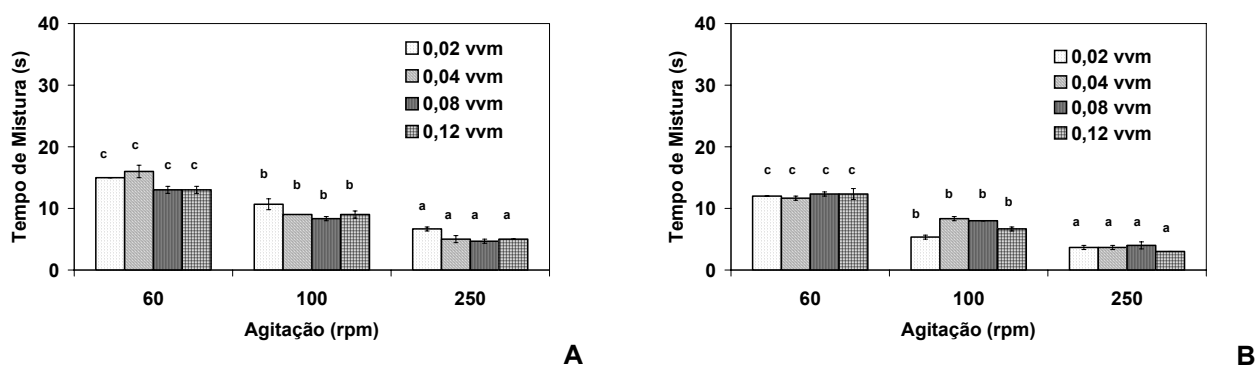 40
30
20
10
0
Tempo de Mistura (s)
0,02 vvm
0,04 vvm
0,08 vvm
0,12 vvm
c c c c
b b b b
a a a a
60 100 250
Agitação (rpm)
A
40
30
20
10
0
Tempo de Mistura (s)
0,02 vvm
0,04 vvm
0,08 vvm
0,12 vvm
c c c c
b b b b
a a a a
60 100 250
Agitação (rpm)
B